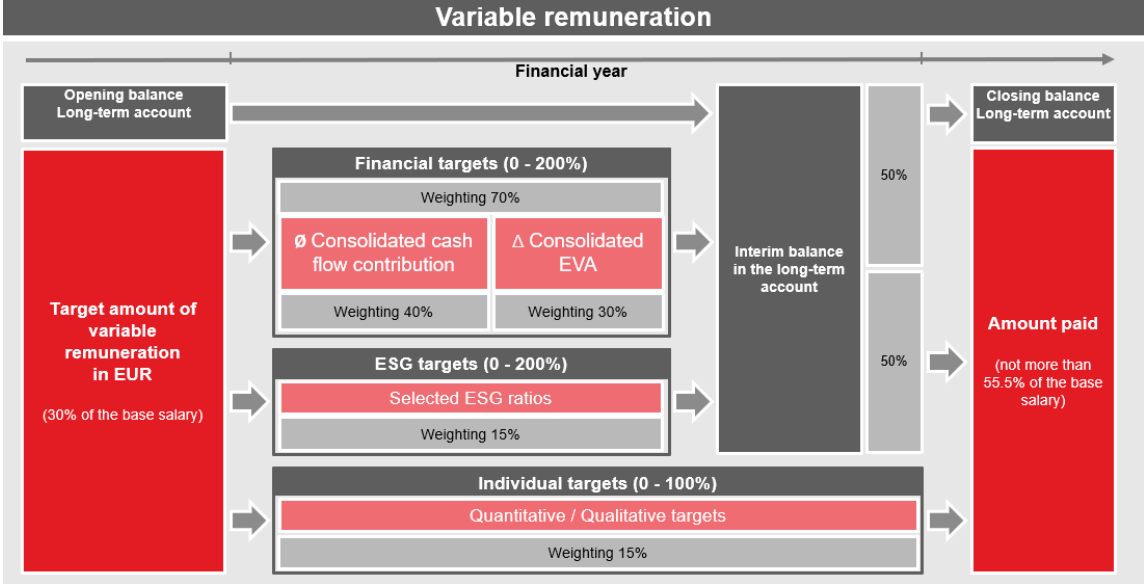 Variable remuneration
Financial year
Opening balance
Long-term account
Closing balance
Long-term account
Financial targets (0 - 200%)
Weighting 70%
Ø Consolidated cash
flow contribution
Δ Consolidated
EVA
Weighting 40%
Weighting 30%
Interim balance
in the long-term
account
50%
50%
Target amount of
variable
remuneration
in EUR
(30% of the base salary)
ESG targets (0 - 200%)
Selected ESG ratios
Weighting 15%
Amount paid
(not more than
55.5% of the base
salary)
Individual targets (0 - 100%)
Quantitative / Qualitative targets
Weighting 15%